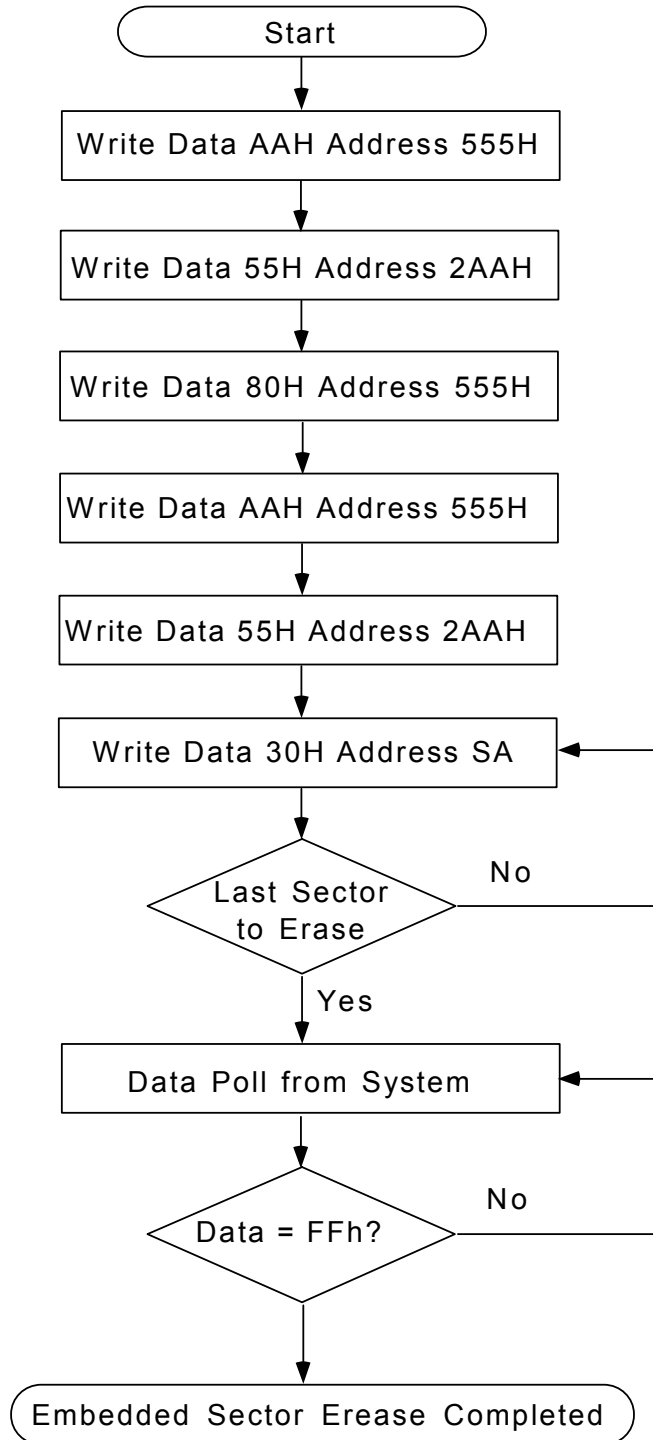 Start
Write Data AAH Address 555H
Write Data 55H Address 2AAH
Write Data 80H Address 555H
Write Data AAH Address 555H
Write Data 55H Address 2AAH
Write Data 30H Address SA
No
Last Sector
to Erase
Yes
Data Poll from System
No
Data = FFh?
Embedded Sector Erease Completed